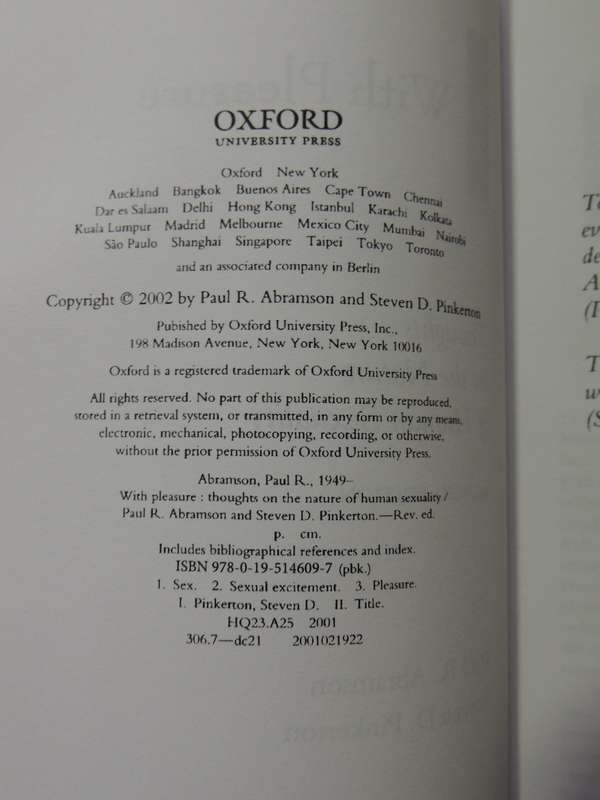 OXFORD
UNIVERSITY PRESS
Oxford New York
Auckland Bangkok Buenos Aires Cape Town Chennai
Dar es Salaam Delhi Hong Kong Istanbul Karachi Kolkata
Kuala Lumpur Madrid Melbourne Mexico City Mumbai Nairobi
São Paulo Shanghai Singapore Taipei Tokyo Toronto
and an associated company in Berlin
Copyright © 2002 by Paul R. Abramson and Steven D. Pinkerton
Pubished by Oxford University Press, Inc.,
198 Madison Avenue, New York, New York 10016
Oxford is a registered trademark of Oxford University Press
All rights reserved. No part of this publication may be reproduced,
stored in a retrieval system, or transmitted, in any form or by any means,
electronic, mechanical, photocopying, recording, or otherwise,
without the prior permission of Oxford University Press.
Abramson, Paul R., 1949–
With pleasure : thoughts on the nature of human sexuality /
Paul R. Abramson and Steven D. Pinkerton.—Rev. ed.
p. cm.
Includes bibliographical references and index.
ISBN 978-0-19-514609-7 (pbk.)
1. Sex. 2. Sexual excitement. 3. Pleasure.
I. Pinkerton, Steven D. II. Title.
HQ23.A25 2001
306.7—dc21 2001021922